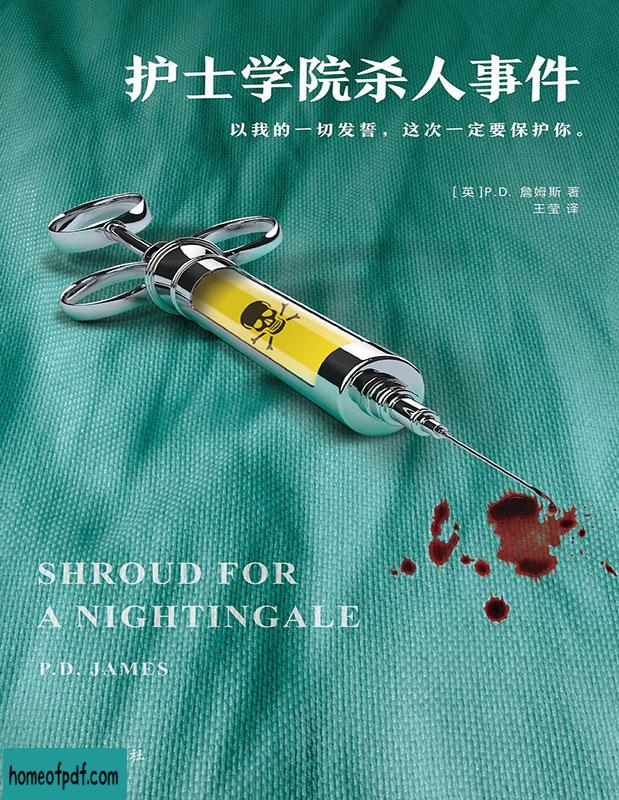 护士学院杀人事件
以我的一切发誓，这次一定要保护你。
[英]P.D. 詹姆斯 著
王莹 译
SHROUD FOR
A NIGHTINGALE
P.D. JAMES
社
homeofpdf.com